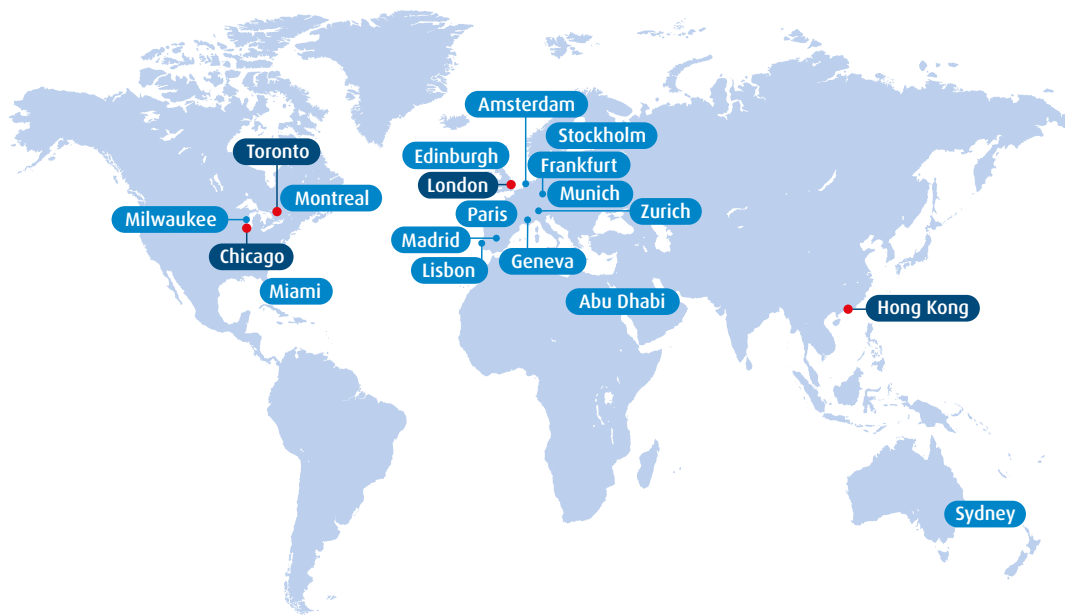 Amsterdam
Stockholm
Toronto
Edinburgh
Frankfurt
London
Munich
Montreal
Milwaukee
Paris
Zurich
Madrid
Chicago
Lisbon
Geneva
Miami
Abu Dhabi
Hong Kong
Sydney